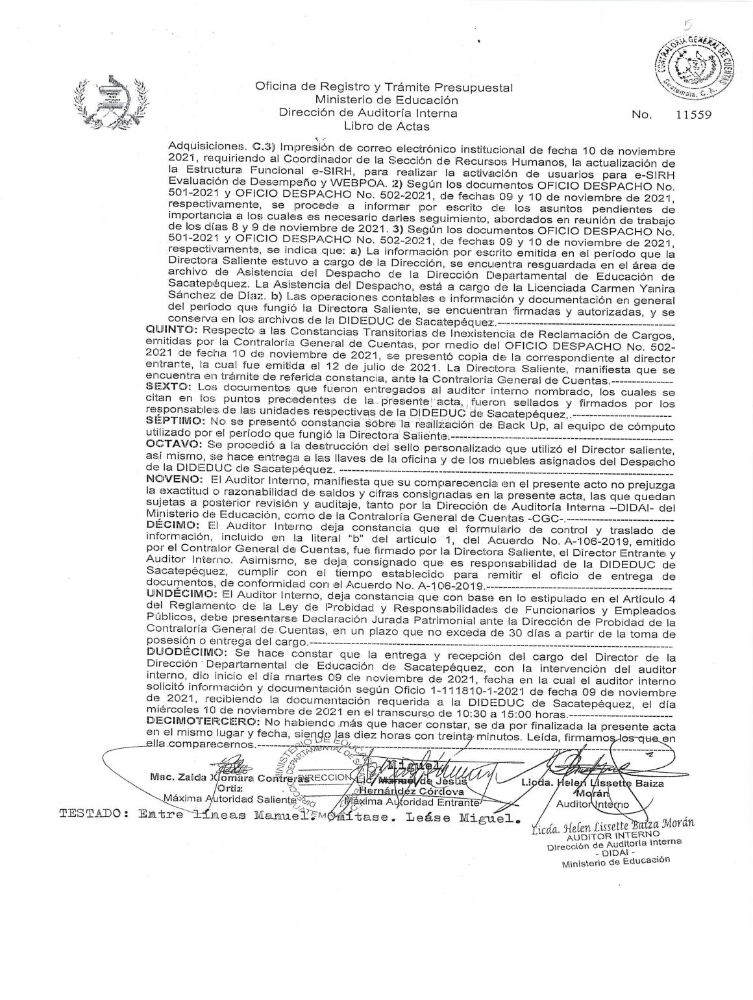 5
CONTRALORÍA GENERAL DE CUENTAS
Guatemala, C. A.
Oficina de Registro y Trámite Presupuestal
Ministerio de Educación
Dirección de Auditoría Interna
Libro de Actas
No. 11559
Adquisiciones. C.3) Impresión de correo electrónico institucional de fecha 10 de noviembre
2021, requiriendo al Coordinador de la Sección de Recursos Humanos, la actualización de
la Estructura Funcional e-SIRH, para realizar la activación de usuarios para e-SIRH
Evaluación de Desempeño y WEBPOA. 2) Según los documentos OFICIO DESPACHO No.
501-2021 y OFICIO DESPACHO No. 502-2021, de fechas 09 y 10 de noviembre de 2021,
respectivamente, se procede a informar por escrito de los asuntos pendientes de
importancia a los cuales es necesario darles seguimiento, abordados en reunión de trabajo
de los días 8 y 9 de noviembre de 2021. 3) Según los documentos OFICIO DESPACHO No.
501-2021 y OFICIO DESPACHO No. 502-2021, de fechas 09 y 10 de noviembre de 2021,
respectivamente, se indica que: a) La información por escrito emitida en el período que la
Directora Saliente estuvo a cargo de la Dirección, se encuentra resguardada en el área de
archivo de Asistencia del Despacho de la Dirección Departamental de Educación de
Sacatepéquez. La Asistencia del Despacho, está a cargo de la Licenciada Carmen Yanira
Sánchez de Díaz. b) Las operaciones contables e información y documentación en general
del período que fungió la Directora Saliente, se encuentran firmadas y autorizadas, y se
conserva en los archivos de la DIDEDUC de Sacatepéquez.-----
QUINTO: Respecto a las Constancias Transitorias de Inexistencia de Reclamación de Cargos,
emitidas por la Contraloría General de Cuentas, por medio del OFICIO DESPACHO No. 502-
2021 de fecha 10 de noviembre de 2021, se presentó copia de la correspondiente al director
entrante, la cual fue emitida el 12 de julio de 2021. La Directora Saliente, manifiesta que se
encuentra en trámite de referida constancia, ante la Contraloría General de Cuentas.-----
SEXTO: Los documentos que fueron entregados al auditor interno nombrado, los cuales se
citan en los puntos precedentes de la presente acta, fueron sellados y firmados por los
responsables de las unidades respectivas de la DIDEDUC de Sacatepéquez,.-----
SÉPTIMO: No se presentó constancia sobre la realización de Back Up, al equipo de cómputo
utilizado por el período que fungió la Directora Saliente.-----
OCTAVO: Se procedió a la destrucción del sello personalizado que utilizó el Director saliente,
así mismo, se hace entrega a las llaves de la oficina y de los muebles asignados del Despacho
de la DIDEDUC de Sacatepéquez. -----
NOVENO: El Auditor Interno, manifiesta que su comparecencia en el presente acto no prejuzga
la exactitud o razonabilidad de saldos y cifras consignadas en la presente acta, las que quedan
sujetas a posterior revisión y auditaje, tanto por la Dirección de Auditoría Interna –DIDAI- del
Ministerio de Educación, como de la Contraloría General de Cuentas -CGC-.-----
DÉCIMO: El Auditor Interno deja constancia que el formulario de control y traslado de
información, incluido en la literal "b" del artículo 1, del Acuerdo No. A-106-2019, emitido
por el Contralor General de Cuentas, fue firmado por la Directora Saliente, el Director Entrante y
Auditor Interno. Asimismo, se deja consignado que es responsabilidad de la DIDEDUC de
Sacatepéquez, cumplir con el tiempo establecido para remitir el oficio de entrega de
documentos, de conformidad con el Acuerdo No. A-106-2019.-----
UNDÉCIMO: El Auditor Interno, deja constancia que con base en lo estipulado en el Artículo 4
del Reglamento de la Ley de Probidad y Responsabilidades de Funcionarios y Empleados
Públicos, debe presentarse Declaración Jurada Patrimonial ante la Dirección de Probidad de la
Contraloría General de Cuentas, en un plazo que no exceda de 30 días a partir de la toma de
posesión o entrega del cargo.-----
DUODÉCIMO: Se hace constar que la entrega y recepción del cargo del Director de la
Dirección Departamental de Educación de Sacatepéquez, con la intervención del auditor
interno, dio inicio el día martes 09 de noviembre de 2021, fecha en la cual el auditor interno
solicitó información y documentación según Oficio 1-111810-1-2021 de fecha 09 de noviembre
de 2021, recibiendo la documentación requerida a la DIDEDUC de Sacatepéquez, el día
miércoles 10 de noviembre de 2021 en el transcurso de 10:30 a 15:00 horas.-----
DECIMOTERCERO: No habiendo más que hacer constar, se da por finalizada la presente acta
en el mismo lugar y fecha, siendo las diez horas con treinta minutos. Leída, firmamos los que en
ella comparecemos.-----
Msc. Zaida Xiomara Contreras
Ortiz
Máxima Autoridad Saliente
DIRECCION
Miguel
Lic. Manuel de Jesús
Hernández Córdova
Máxima Autoridad Entrante
Licda. Helen Lissette Baiza
Morán
Auditor Interno
TESTADO: Entre líneas Manuel. Omítase. Leáse Miguel.
Licda. Helen Lissette Baiza Morán
AUDITOR INTERNO
Dirección de Auditoría Interna
- DIDAI -
Ministerio de Educación